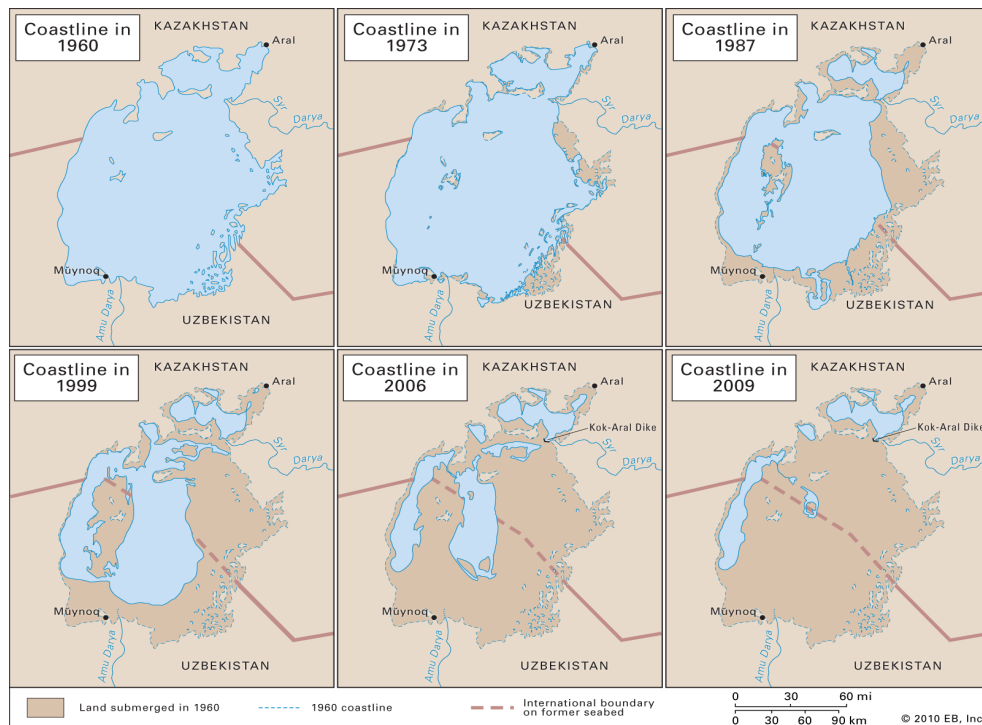 Coastline in
1960
KAZAKHSTAN
Aral
Syr
Darya
Mŭynoq
Amu Darya
UZBEKISTAN
Coastline in
1973
KAZAKHSTAN
Aral
Syr
Darya
Mŭynoq
Amu Darya
UZBEKISTAN
Coastline in
1987
KAZAKHSTAN
Aral
Syr
Darya
Mŭynoq
Amu Darya
UZBEKISTAN
Coastline in
1999
KAZAKHSTAN
Aral
Syr
Darya
Mŭynoq
Amu Darya
UZBEKISTAN
Coastline in
2006
KAZAKHSTAN
Aral
Kok-Aral Dike
Syr
Darya
Mŭynoq
Amu Darya
UZBEKISTAN
Coastline in
2009
KAZAKHSTAN
Aral
Kok-Aral Dike
Syr
Darya
Mŭynoq
Amu Darya
UZBEKISTAN
Land submerged in 1960
1960 coastline
International boundary
on former seabed
0 30 60 mi
0 30 60 90 km
© 2010 EB, Inc.